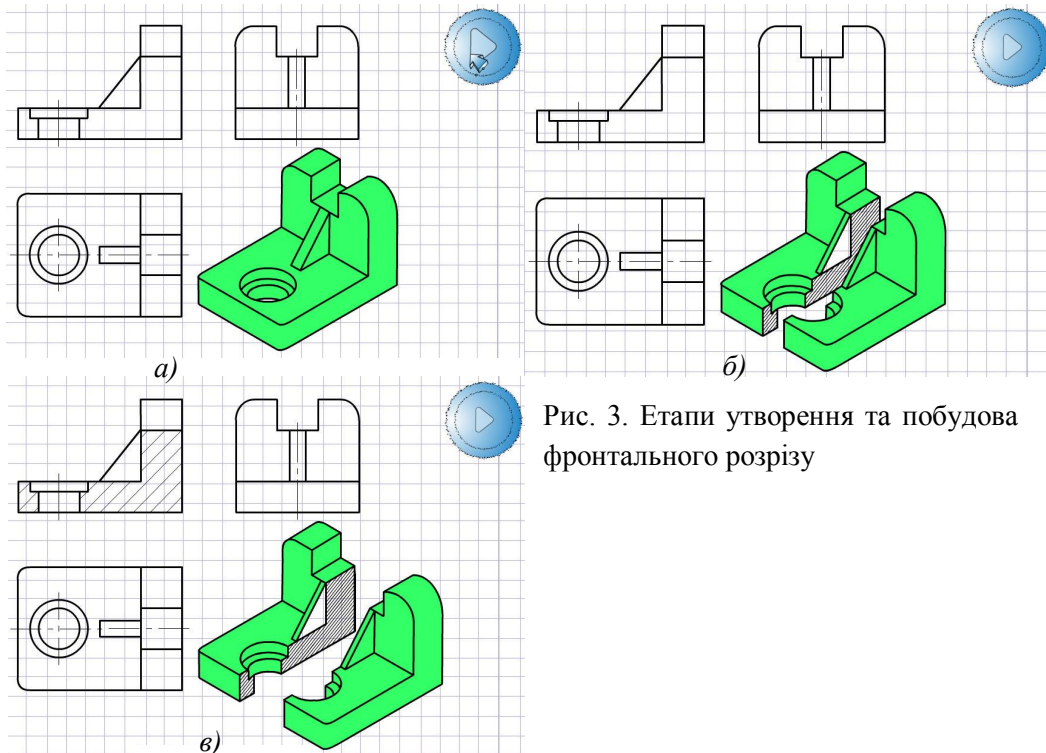 а)
б)
Рис. 3. Етапи утворення та побудова
фронтального розрізу
в)